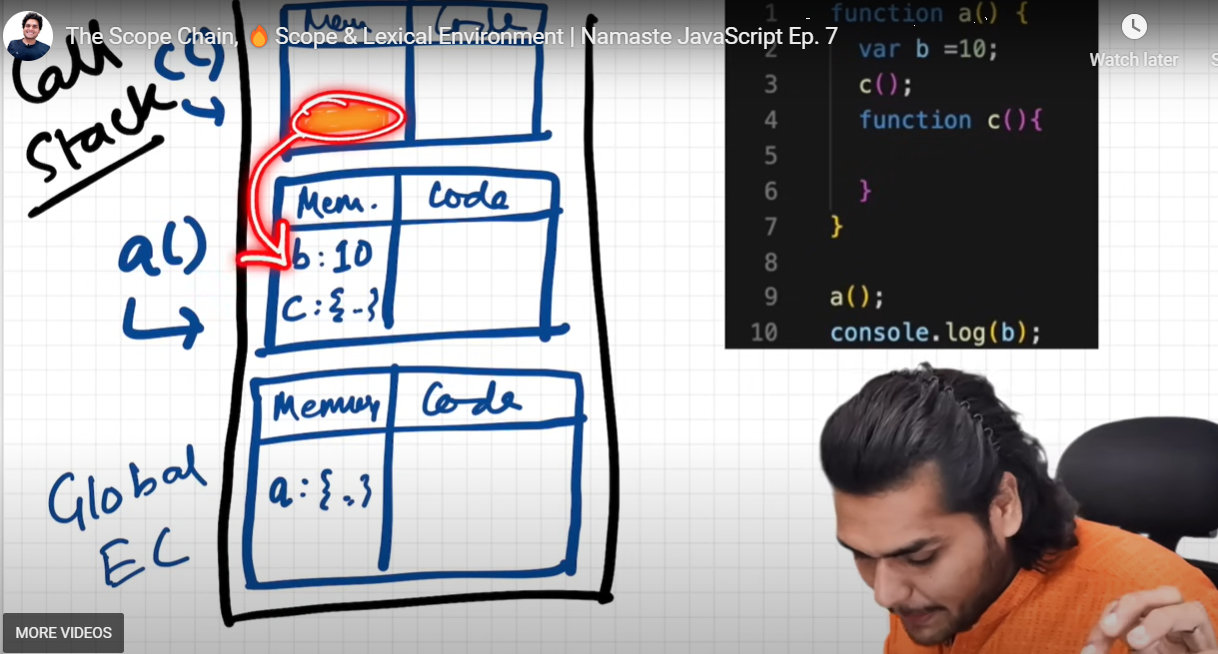 The Scope Chain, 🔥 Scope & Lexical Environment | Namaste JavaScript Ep. 7
Watch later
S
Call
Stack
c()
Mem
Code
a()
Mem.
Code
b : 10
c : {..}
Global
EC
Memory
Code
a : {..}
1 function a() {
2 var b =10;
3 c();
4 function c(){
5
6 }
7 }
8
9 a();
10 console.log(b);
MORE VIDEOS